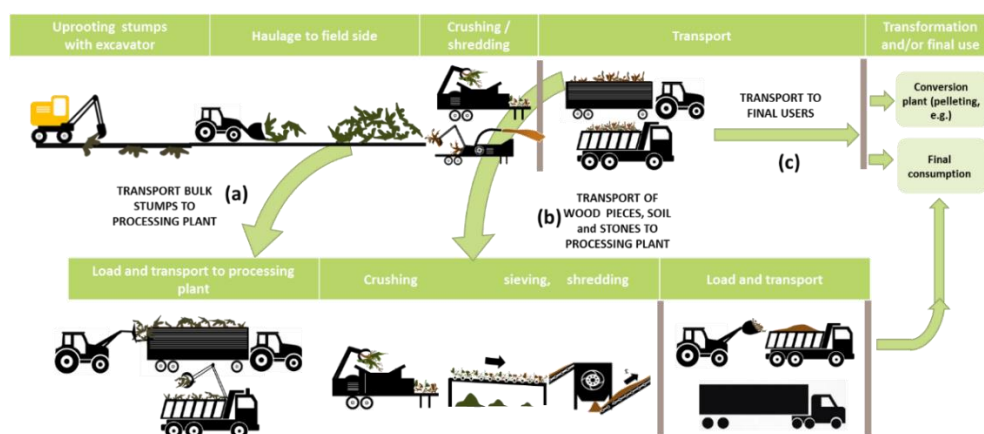 Uprooting stumps
with excavator
Haulage to field side
Crushing /
shredding
Transport
Transformation
and/or final use
Conversion
plant (pelleting,
e.g.)
TRANSPORT TO
FINAL USERS
(c)
Final
consumption
(a)
TRANSPORT BULK
STUMPS TO
PROCESSING PLANT
(b)
TRANSPORT OF
WOOD PIECES, SOIL
and STONES TO
PROCESSING PLANT
Load and transport to processing
plant
Crushing
sieving, shredding
Load and transport